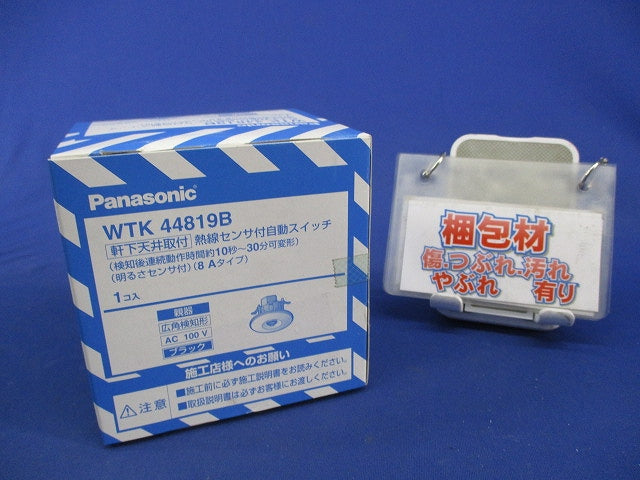 Panasonic
WTK 44819B
軒下天井取付 熱線センサ付自動スイッチ
(検知後連続動作時間約10秒~30分可変形)
(明るさセンサ付)(8 Aタイプ)
1コ入
親器
広角検知形
AC 100 V
ブラック
施工店様へのお願い
注意
■施工前に必ず施工説明書をお読みください。
■取扱説明書は必ずお客様にお渡しください。
梱包材
傷・つぶれ・汚れ
やぶれ 有り